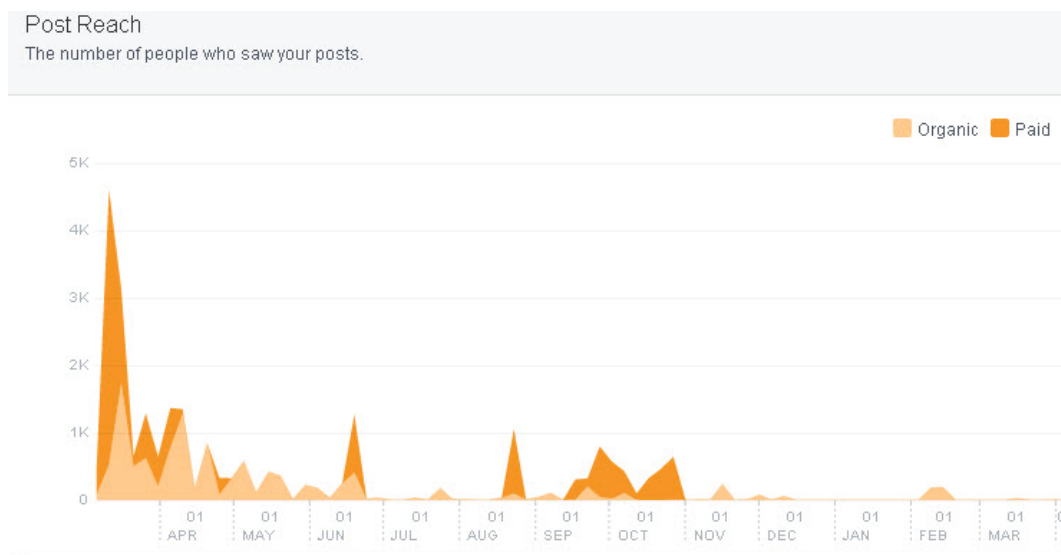 Post Reach
The number of people who saw your posts.
Organic Paid
5K
4K
3K
2K
1K
0
01 01 01 01 01 01 01 01 01 01 01 01
APR MAY JUN JUL AUG SEP OCT NOV DEC JAN FEB MAR